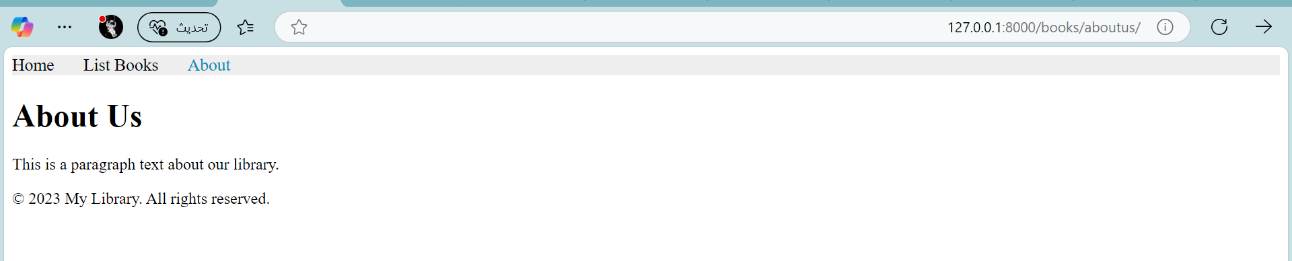 تحديث
127.0.0.1:8000/books/aboutus/
Home List Books About
About Us
This is a paragraph text about our library.
© 2023 My Library. All rights reserved.